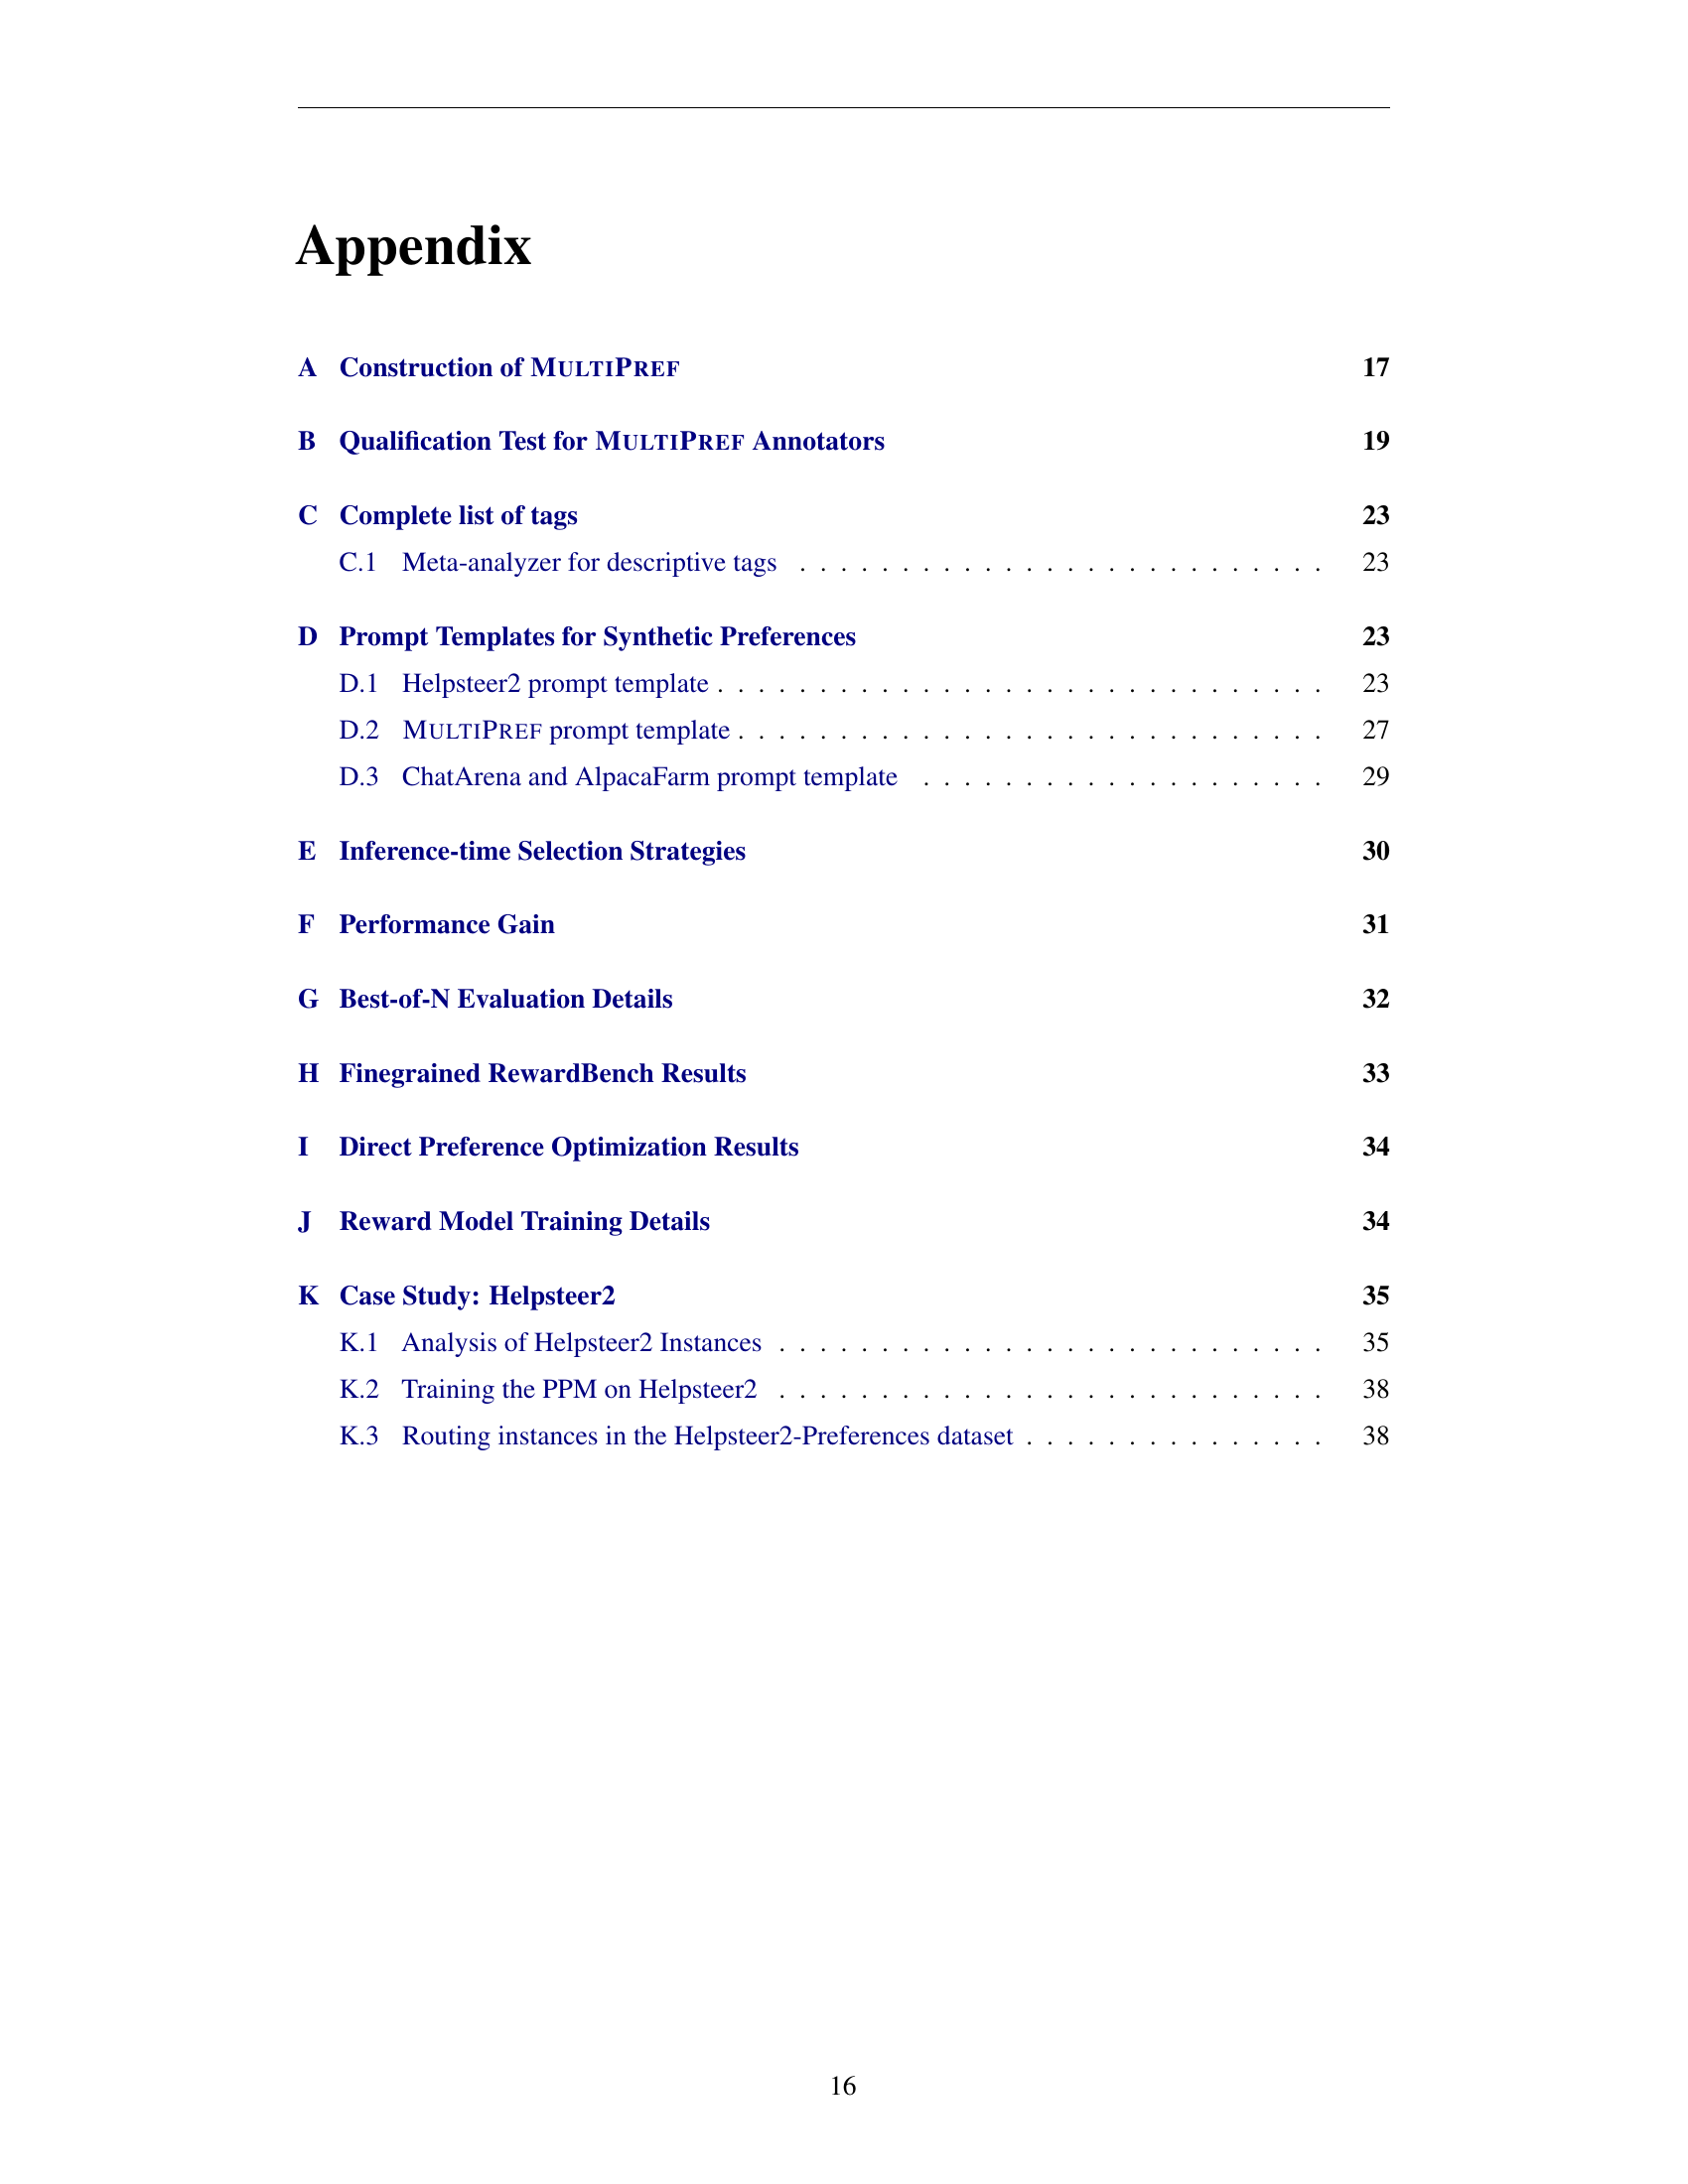 Appendix
A Construction of MULTIPREF 17
B Qualification Test for MULTIPREF Annotators 19
C Complete list of tags 23
C.1 Meta-analyzer for descriptive tags . . . . . . . . . . . . . . . . . . . . . . . . . . 23
D Prompt Templates for Synthetic Preferences 23
D.1 Helpsteer2 prompt template . . . . . . . . . . . . . . . . . . . . . . . . . . . . . . 23
D.2 MULTIPREF prompt template . . . . . . . . . . . . . . . . . . . . . . . . . . . . . 27
D.3 ChatArena and AlpacaFarm prompt template . . . . . . . . . . . . . . . . . . . . 29
E Inference-time Selection Strategies 30
F Performance Gain 31
G Best-of-N Evaluation Details 32
H Finegrained RewardBench Results 33
I Direct Preference Optimization Results 34
J Reward Model Training Details 34
K Case Study: Helpsteer2 35
K.1 Analysis of Helpsteer2 Instances . . . . . . . . . . . . . . . . . . . . . . . . . . . 35
K.2 Training the PPM on Helpsteer2 . . . . . . . . . . . . . . . . . . . . . . . . . . . 38
K.3 Routing instances in the Helpsteer2-Preferences dataset . . . . . . . . . . . . . . . 38
16